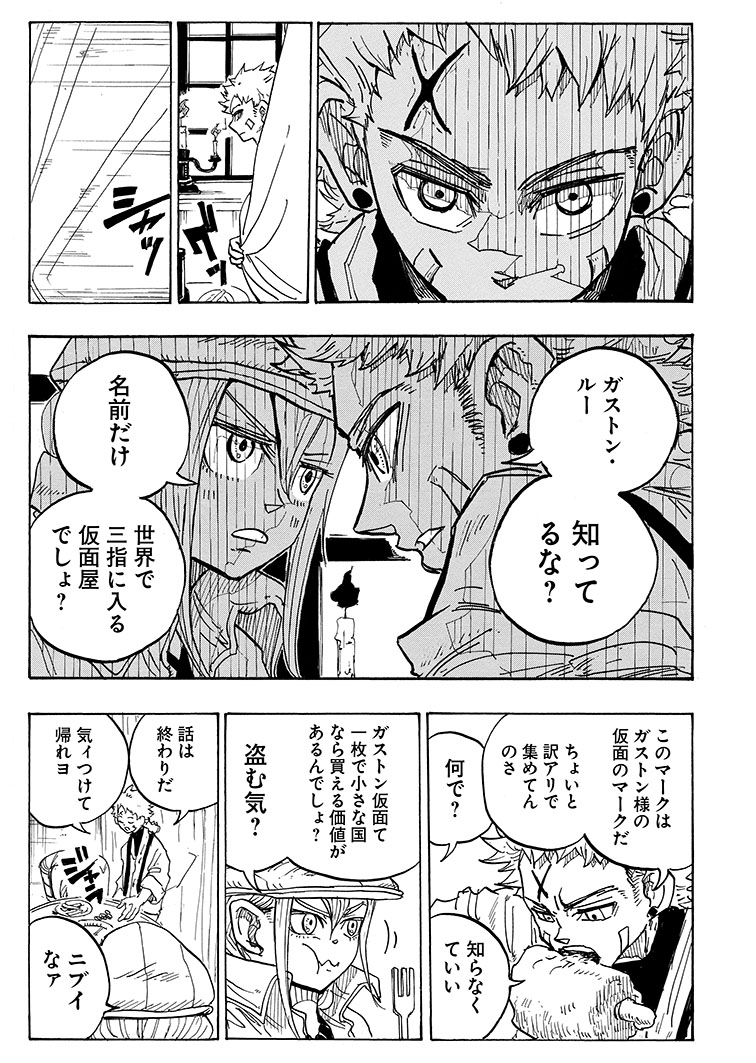 グッ
シャッ
ガストン・
ルー
知って
るな?
名前だけ
世界で
三指に入る
仮面屋
でしょ?
このマークは
ガストン様の
仮面のマークだ
ちょいと
訳アリで
集めてん
のさ
何で?
知らなく
ていい
ガストン仮面て
一枚で小さな国
なら買える価値が
あるんでしょ?
盗む気?
話は
終わりだ
気ィつけて
帰れヨ
ニブイ
なァ